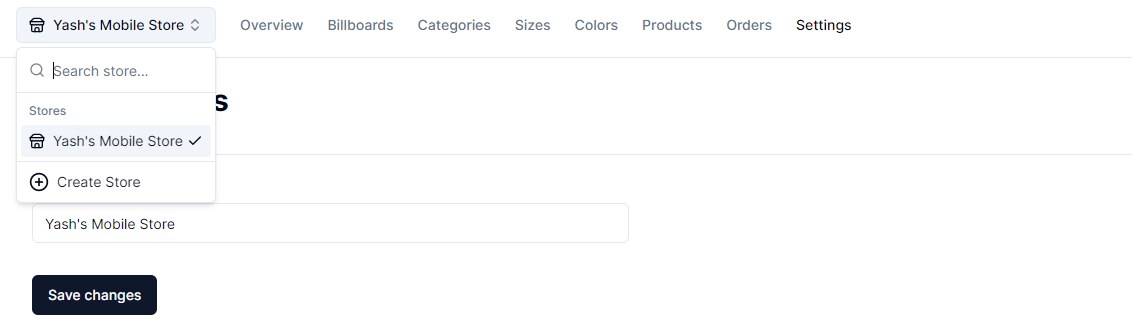 Yash's Mobile Store Overview Billboards Categories Sizes Colors Products Orders Settings
Search store...
s
Stores
Yash's Mobile Store
Create Store
Yash's Mobile Store
Save changes